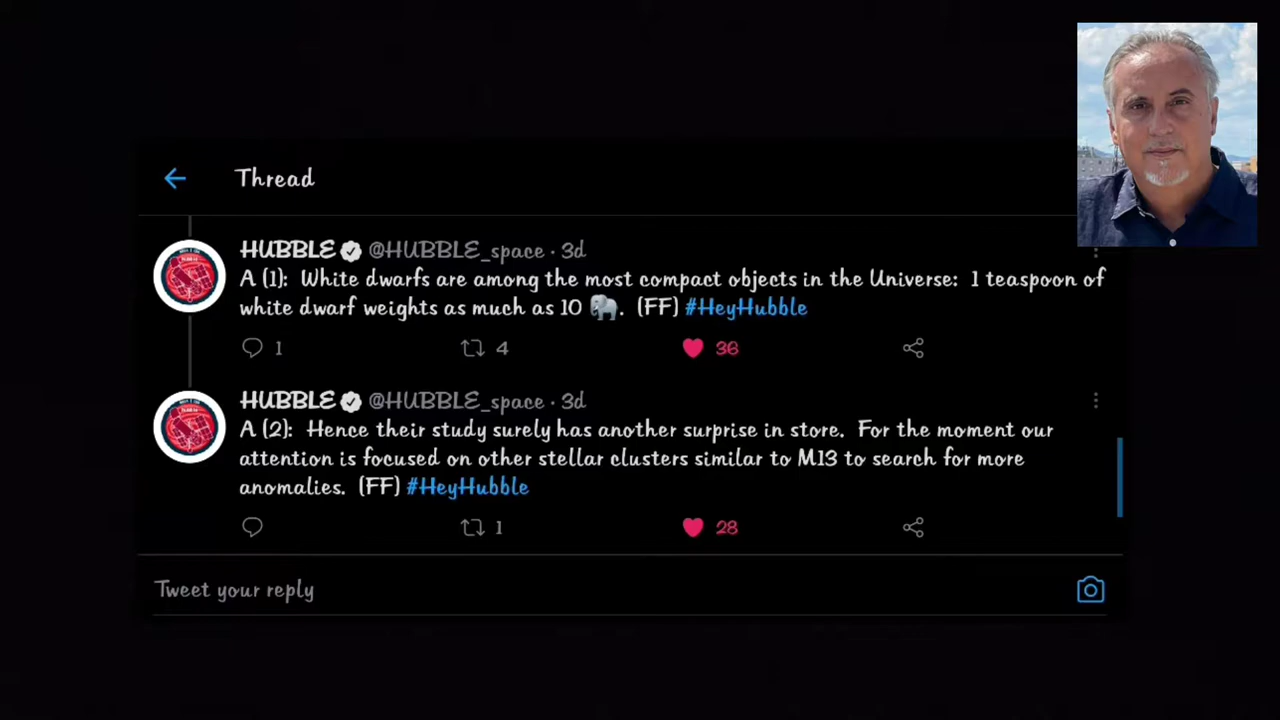 Thread
HUBBLE @HUBBLE_space · 3d
A (1): White dwarfs are among the most compact objects in the Universe: 1 teaspoon of
white dwarf weights as much as 10 🐘. (FF) #HeyHubble
1 4 36
HUBBLE @HUBBLE_space · 3d
A (2): Hence their study surely has another surprise in store. For the moment our
attention is focused on other stellar clusters similar to M13 to search for more
anomalies. (FF) #HeyHubble
1 28
Tweet your reply